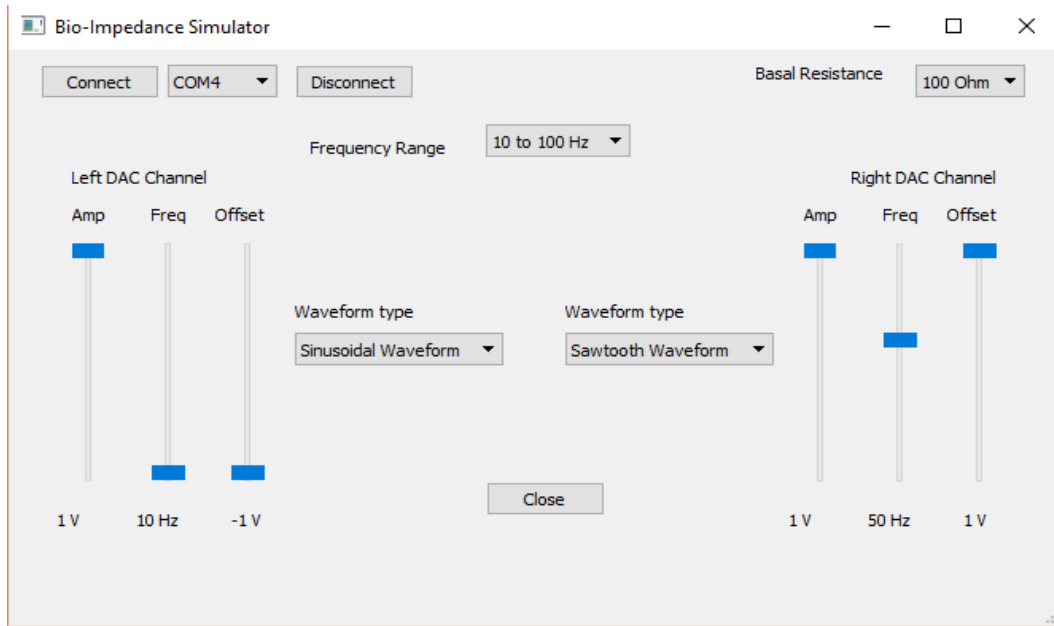 Bio-Impedance Simulator
Connect
COM4
Disconnect
Basal Resistance
100 Ohm
Frequency Range
10 to 100 Hz
Left DAC Channel
Amp Freq Offset
1 V 10 Hz -1 V
Waveform type
Sinusoidal Waveform
Waveform type
Sawtooth Waveform
Close
Right DAC Channel
Amp Freq Offset
1 V 50 Hz 1 V